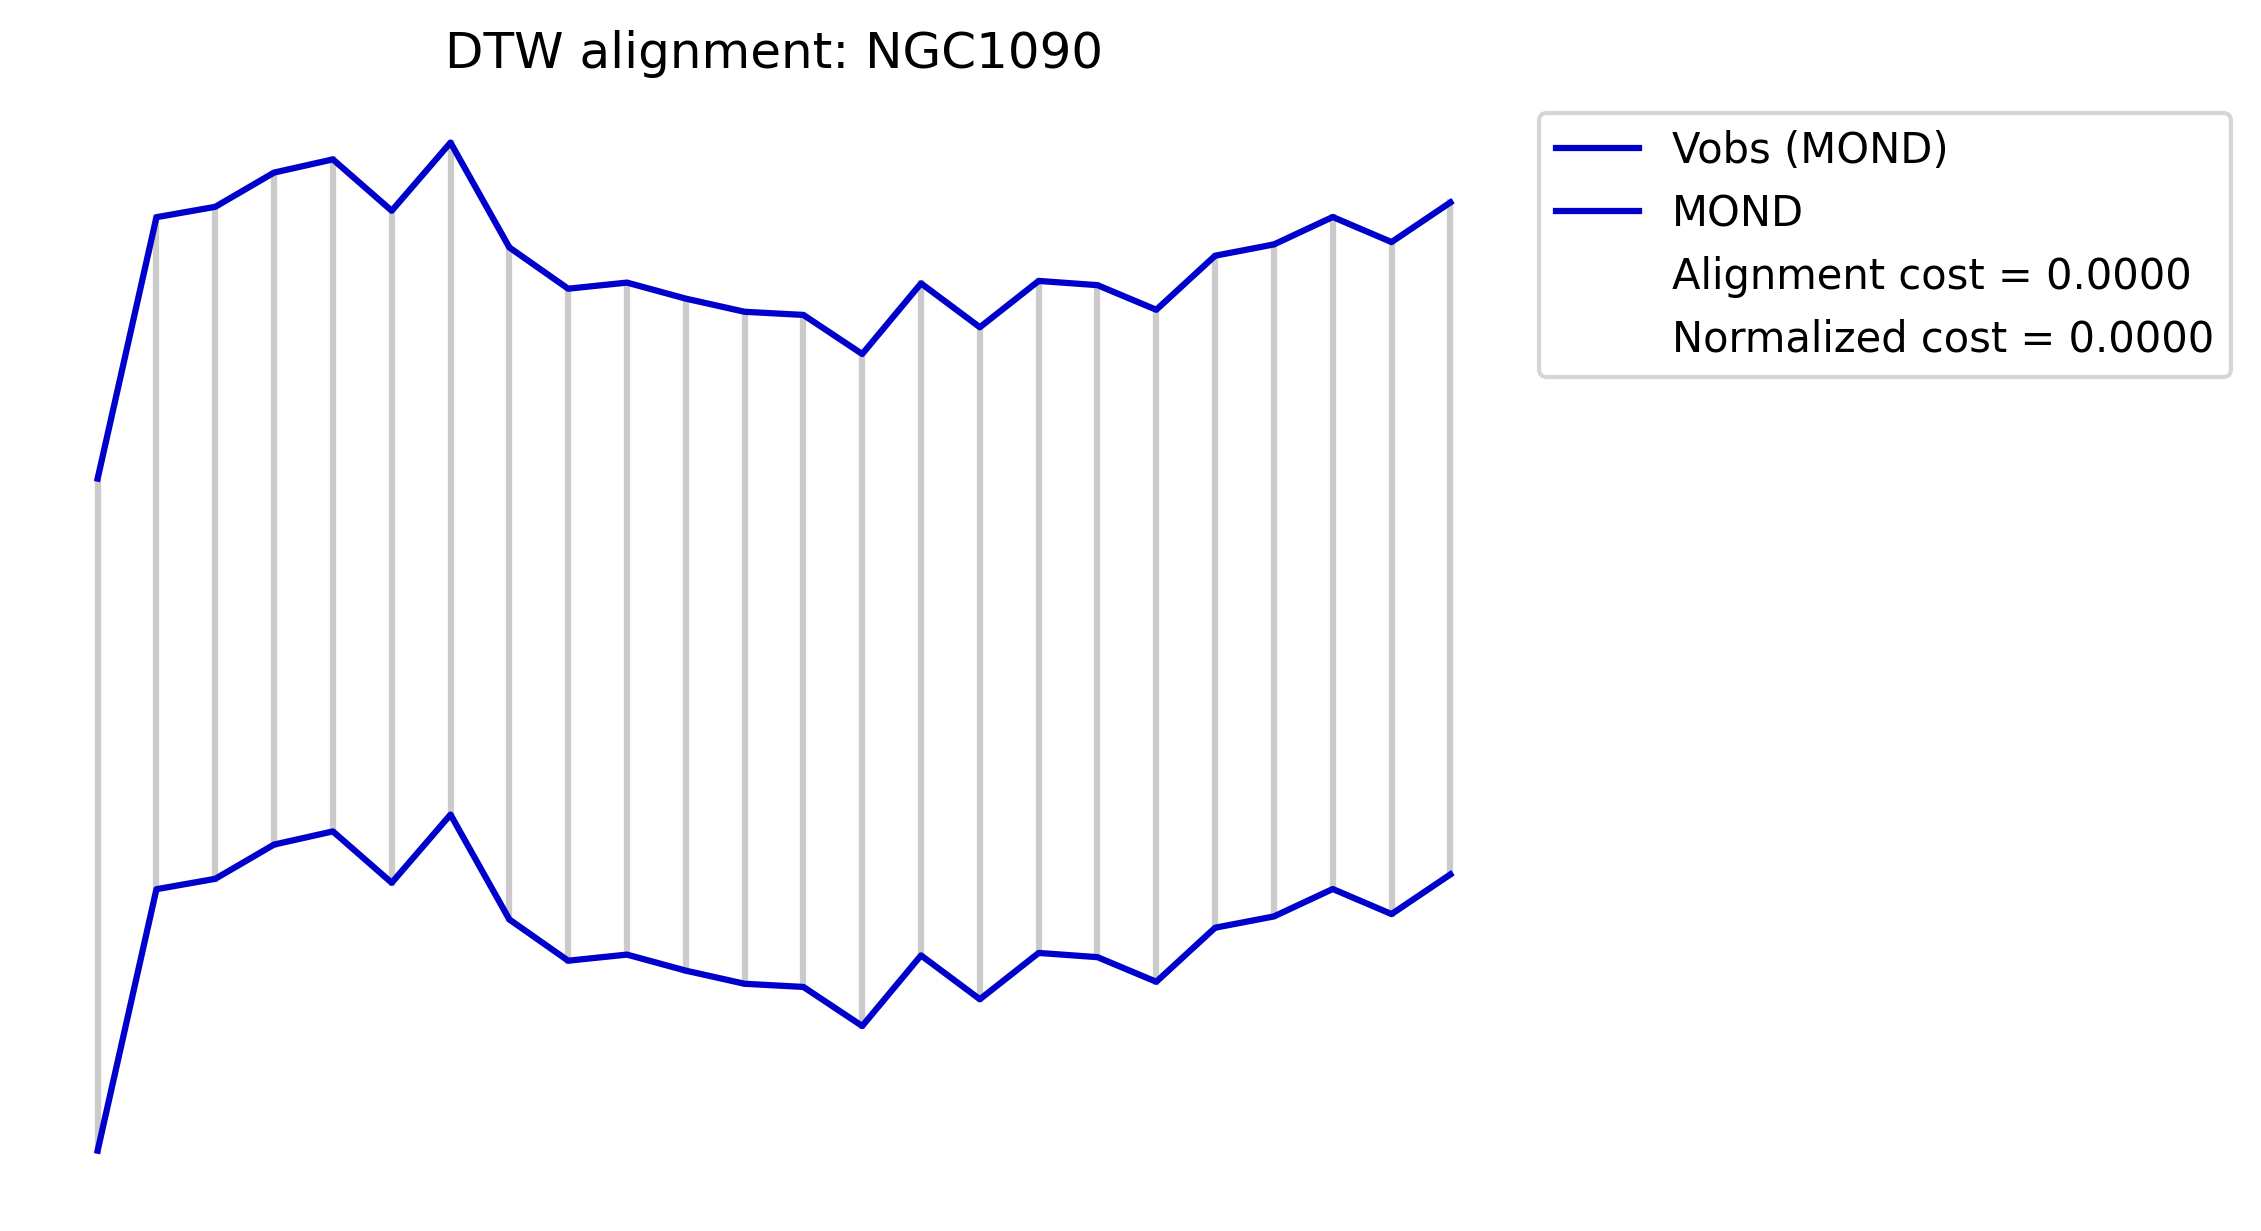 DTW alignment: NGC1090
Vobs (MOND)
MOND
Alignment cost = 0.0000
Normalized cost = 0.0000